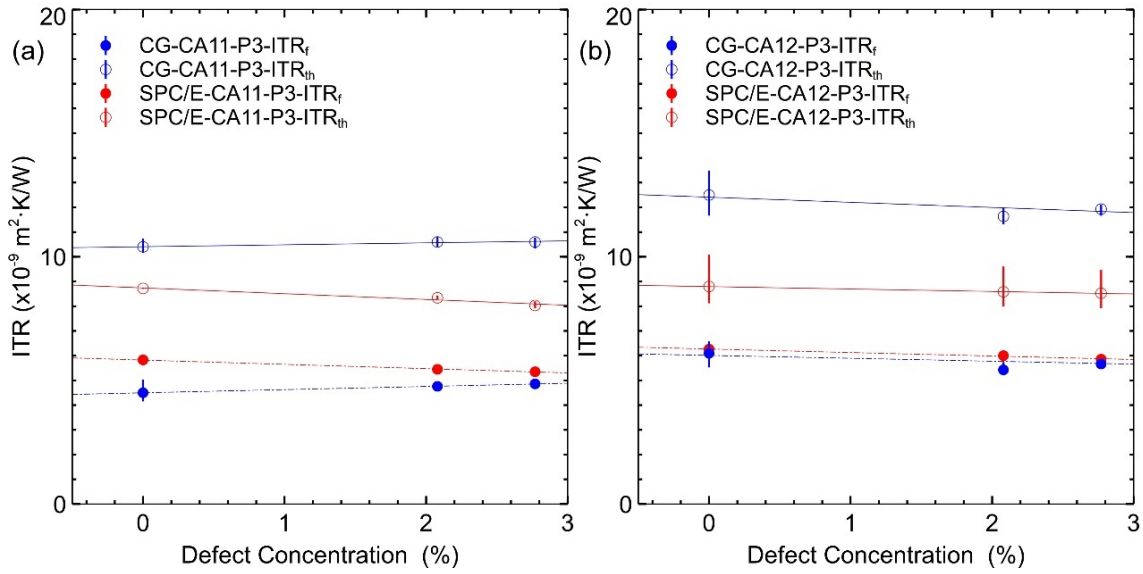 (a)
CG-CA11-P3-ITRf
CG-CA11-P3-ITRth
SPC/E-CA11-P3-ITRf
SPC/E-CA11-P3-ITRth
ITR (x10⁻⁹ m²·K/W)
20
10
0
0 1 2 3
Defect Concentration (%)
(b)
CG-CA12-P3-ITRf
CG-CA12-P3-ITRth
SPC/E-CA12-P3-ITRf
SPC/E-CA12-P3-ITRth
ITR (x10⁻⁹ m²·K/W)
20
10
0
0 1 2 3
Defect Concentration (%)